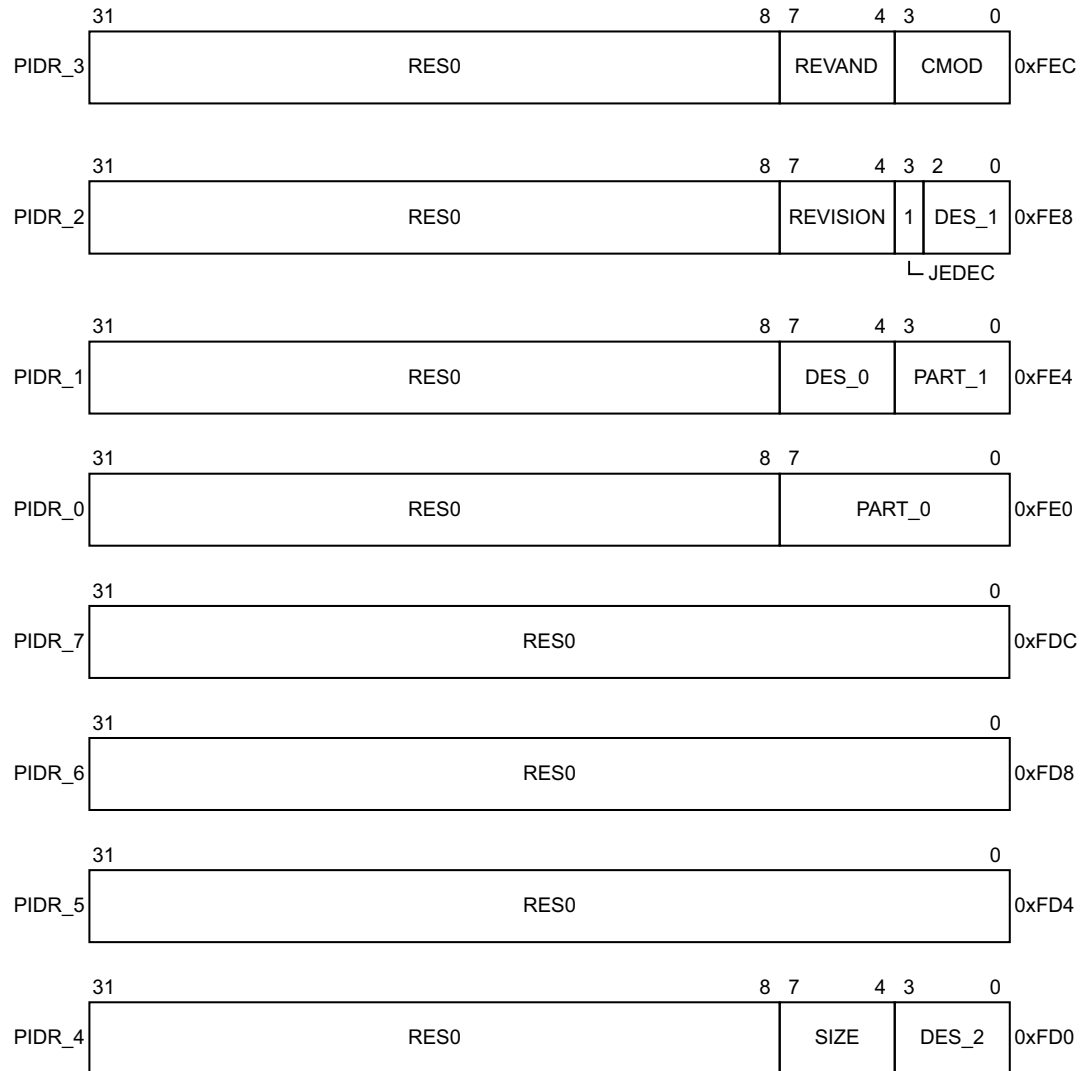 31 8 7 4 3 0
PIDR_3 RES0 REVAND CMOD 0xFEC
31 8 7 4 3 2 0
PIDR_2 RES0 REVISION 1 DES_1 0xFE8
JEDEC
31 8 7 4 3 0
PIDR_1 RES0 DES_0 PART_1 0xFE4
31 8 7 0
PIDR_0 RES0 PART_0 0xFE0
31 0
PIDR_7 RES0 0xFDC
31 0
PIDR_6 RES0 0xFD8
31 0
PIDR_5 RES0 0xFD4
31 8 7 4 3 0
PIDR_4 RES0 SIZE DES_2 0xFD0